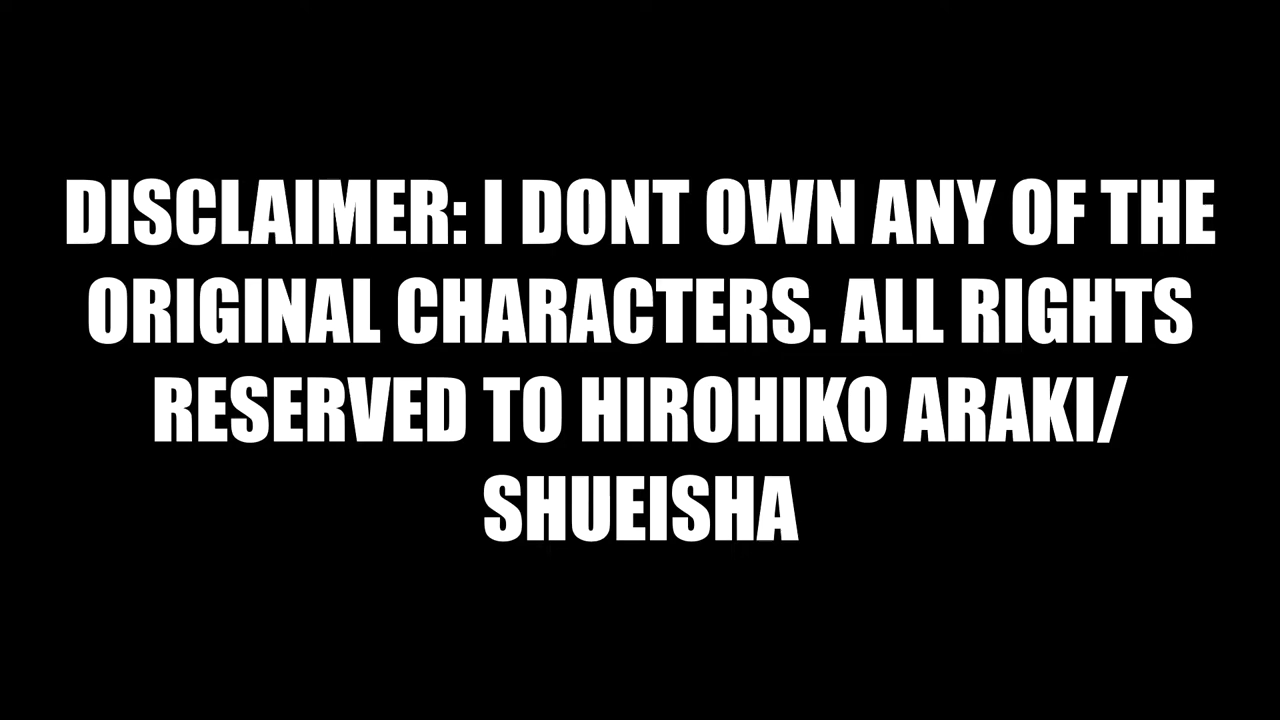 DISCLAIMER: I DONT OWN ANY OF THE
ORIGINAL CHARACTERS. ALL RIGHTS
RESERVED TO HIROHIKO ARAKI/
SHUEISHA